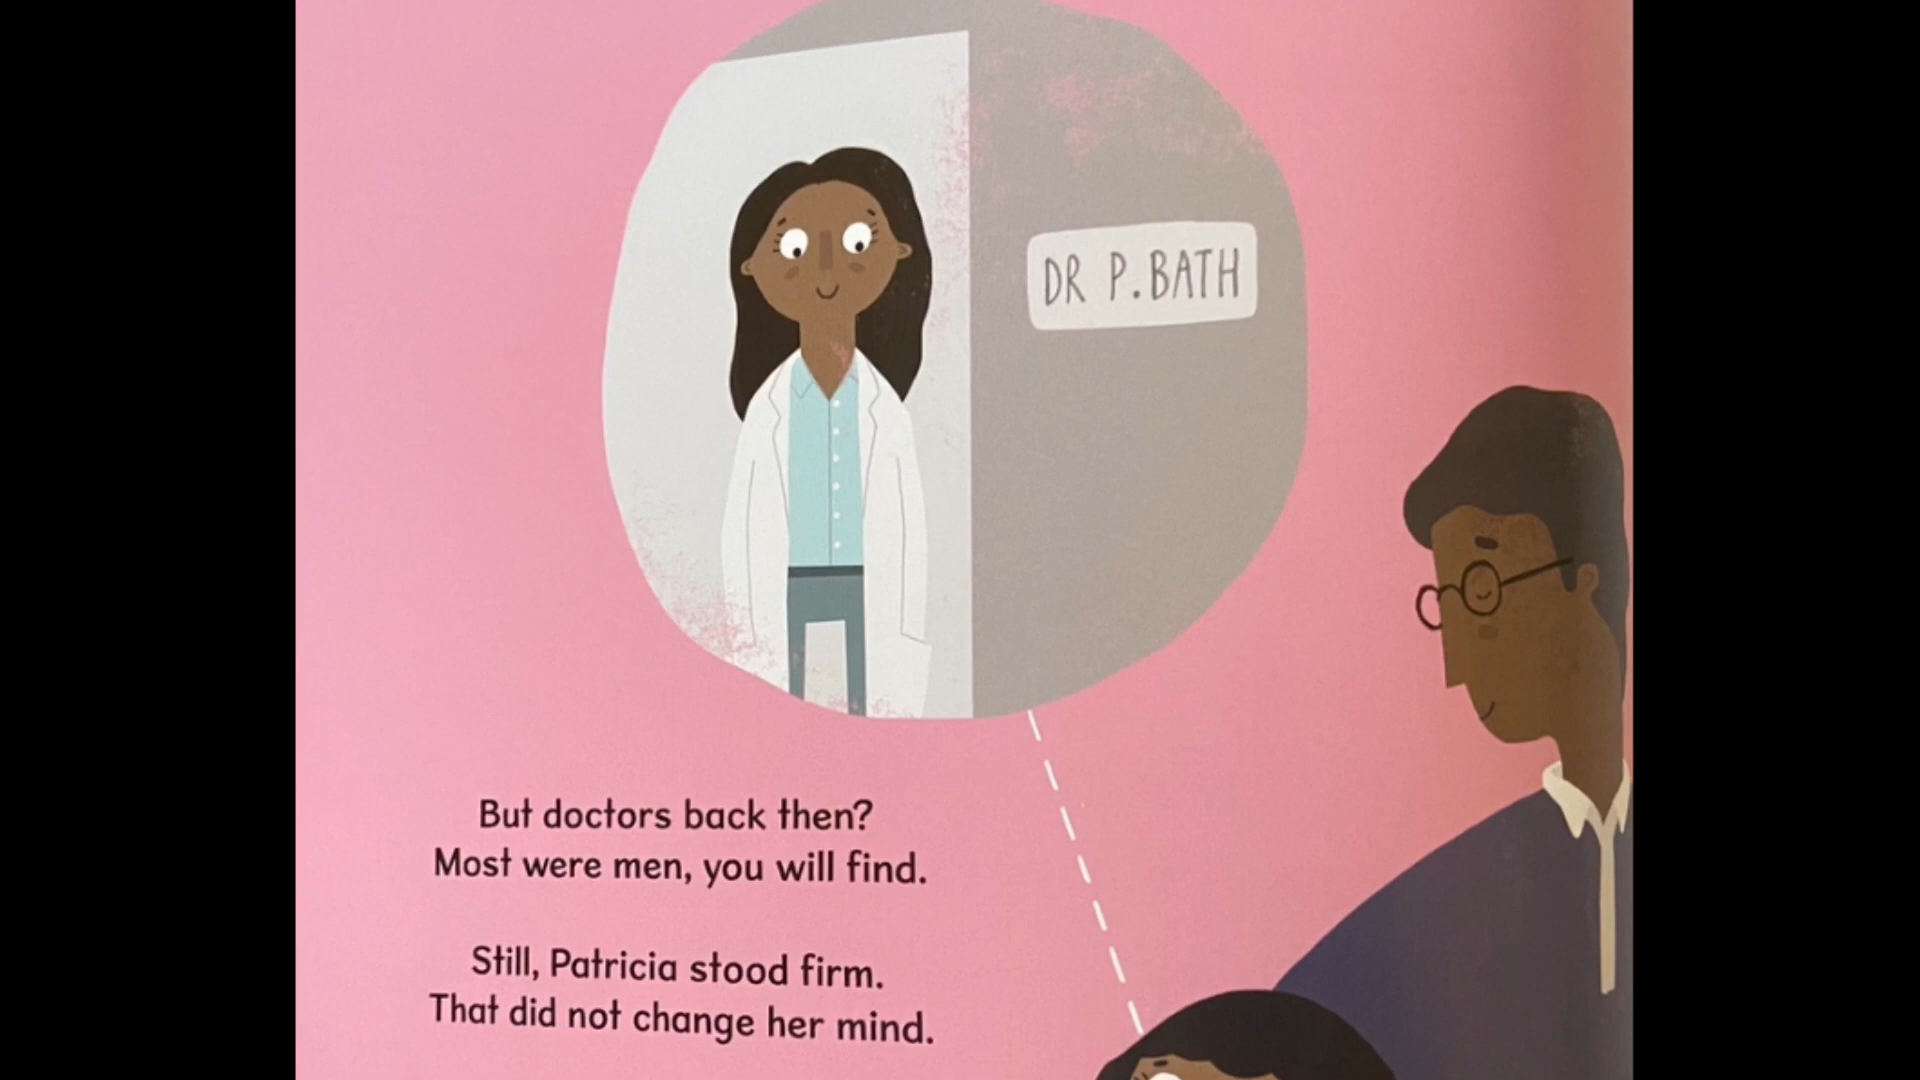 DR P. BATH
But doctors back then?
Most were men, you will find.
Still, Patricia stood firm.
That did not change her mind.